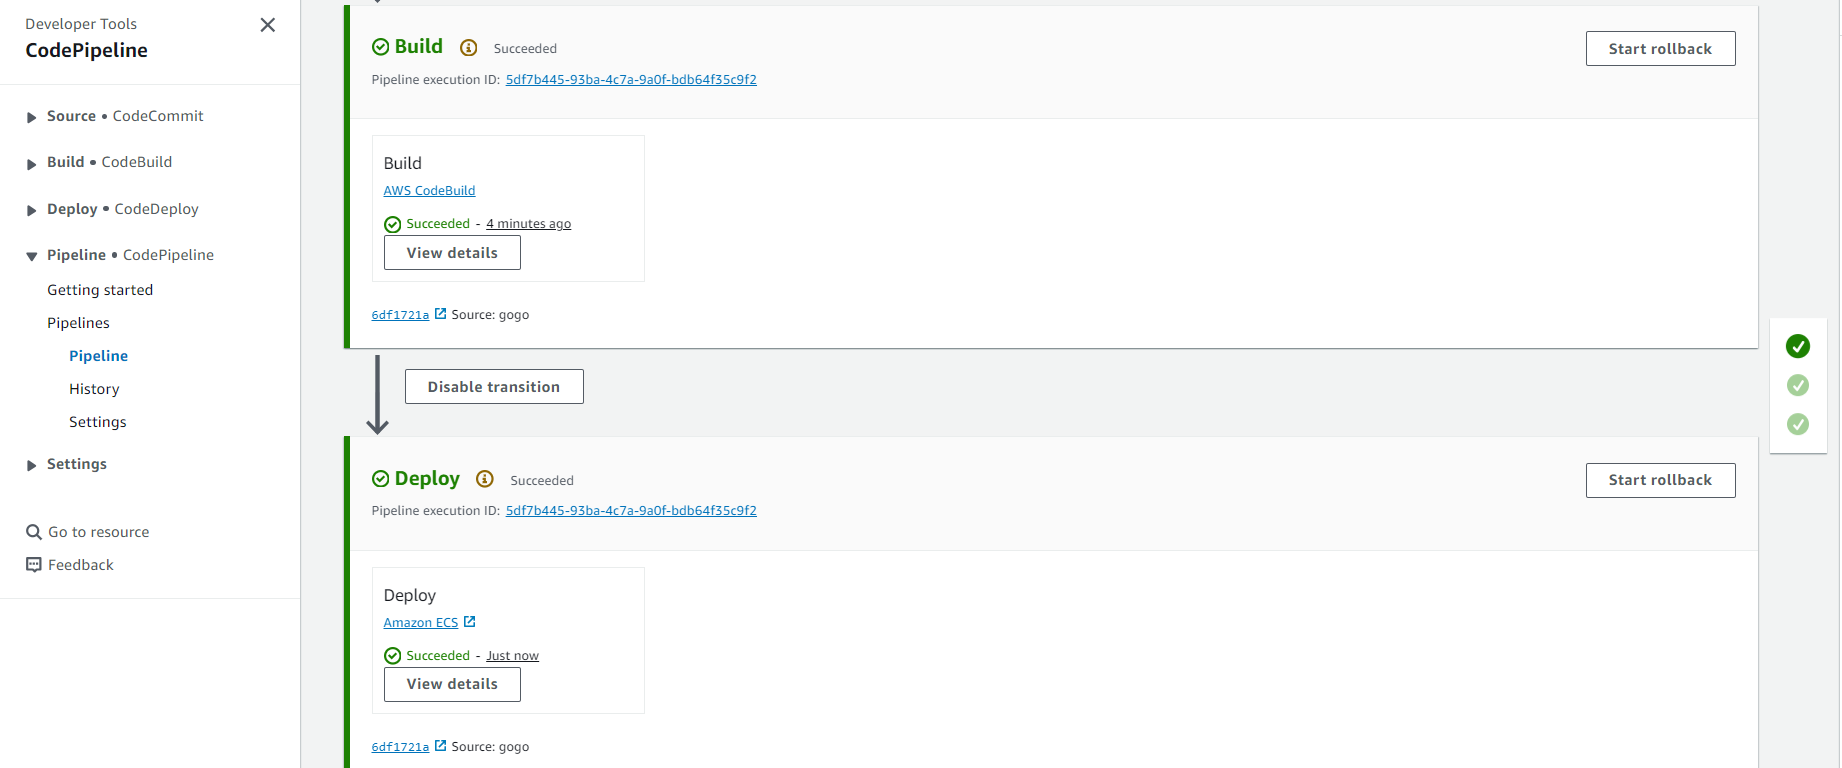 Developer Tools
CodePipeline
Source • CodeCommit
Build • CodeBuild
Deploy • CodeDeploy
Pipeline • CodePipeline
Getting started
Pipelines
Pipeline
History
Settings
Settings
Go to resource
Feedback
Build Succeeded
Start rollback
Pipeline execution ID: 5df7b445-93ba-4c7a-9a0f-bdb64f35c9f2
Build
AWS CodeBuild
Succeeded - 4 minutes ago
View details
6df1721a Source: gogo
Disable transition
Deploy Succeeded
Start rollback
Pipeline execution ID: 5df7b445-93ba-4c7a-9a0f-bdb64f35c9f2
Deploy
Amazon ECS
Succeeded - Just now
View details
6df1721a Source: gogo